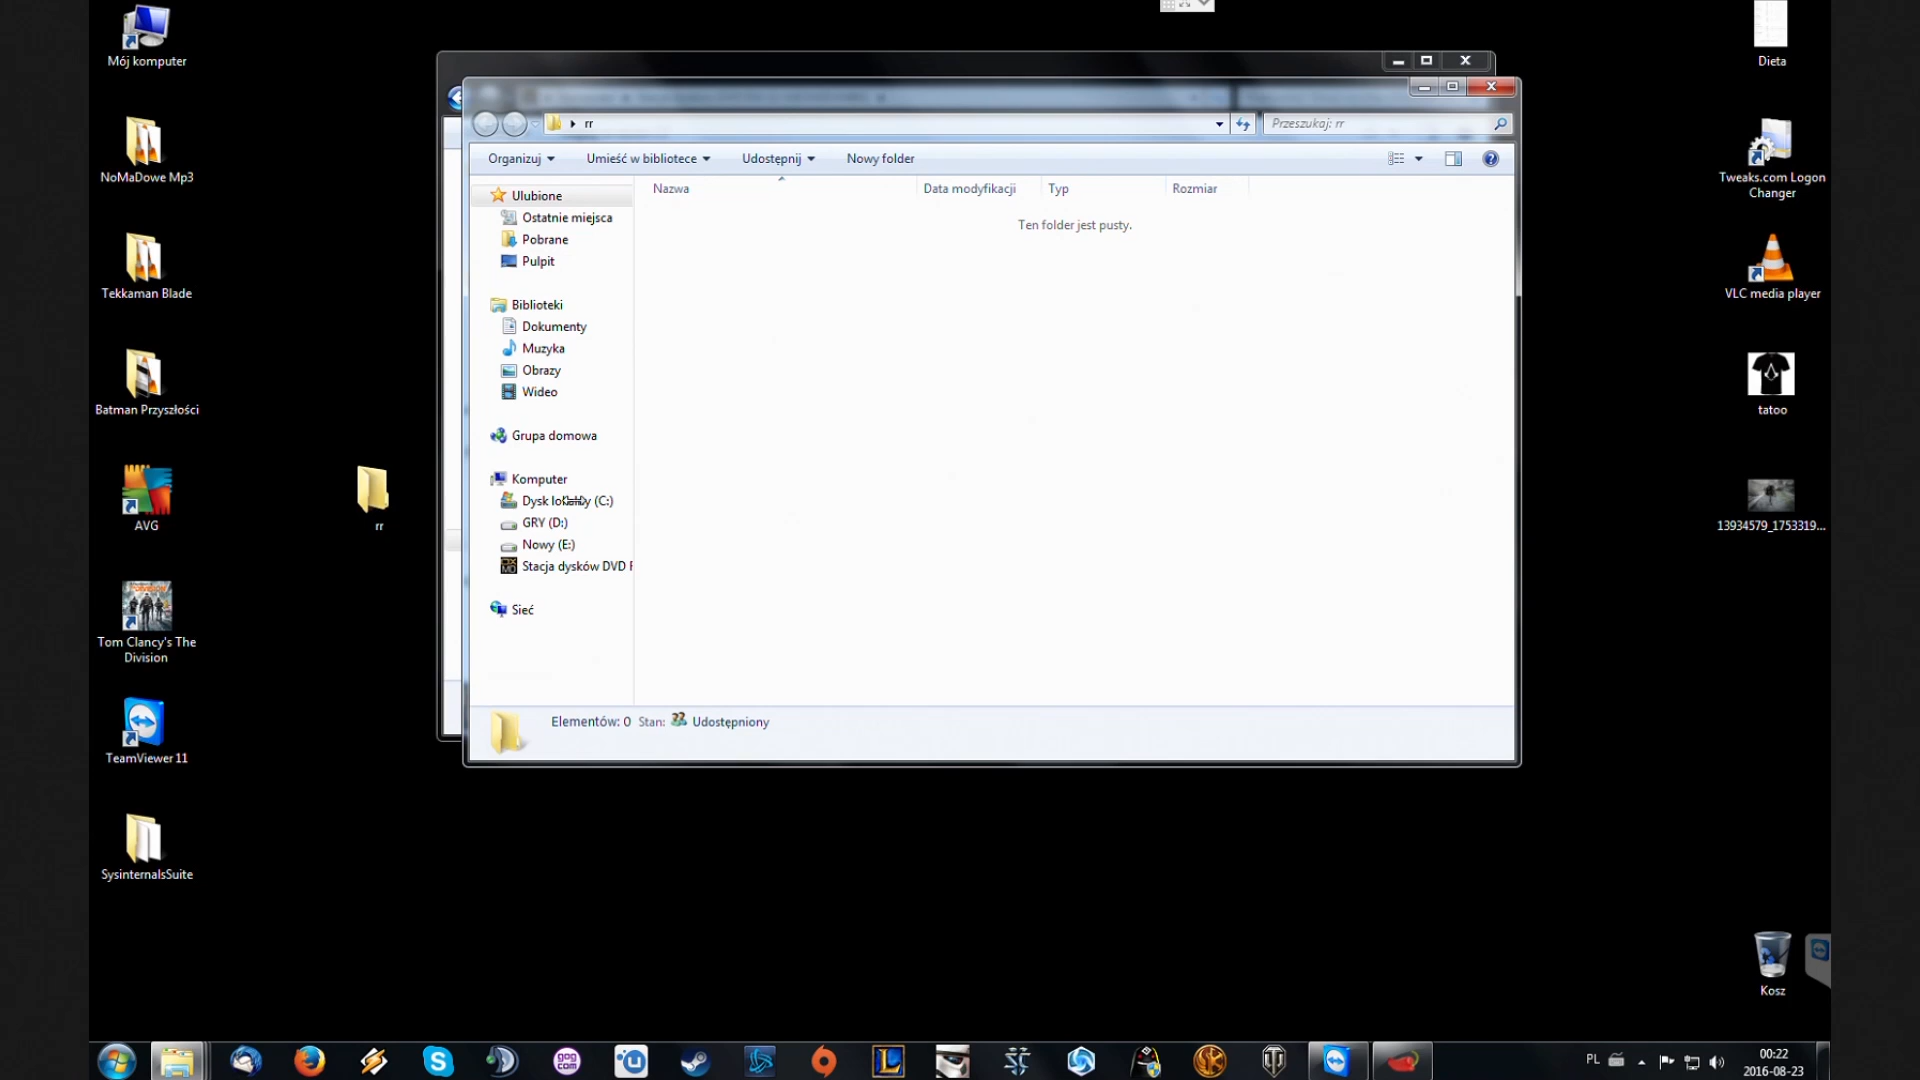 Mój komputer
NoMaDowe Mp3
Tekkaman Blade
Batman Przyszłości
AVG
Tom Clancy's The
Division
TeamViewer 11
SysinternalsSuite
rr
rr
Przeszukaj: rr
Organizuj
Umieść w bibliotece
Udostępnij
Nowy folder
Nazwa
Data modyfikacji
Typ
Rozmiar
Ten folder jest pusty.
Ulubione
Ostatnie miejsca
Pobrane
Pulpit
Biblioteki
Dokumenty
Muzyka
Obrazy
Wideo
Grupa domowa
Komputer
Dysk lokalny (C:)
GRY (D:)
Nowy (E:)
Stacja dysków DVD
Sieć
Elementów: 0 Stan: Udostępniony
Dieta
Tweaks.com Logon
Changer
VLC media player
tatoo
13934579_1753319...
Kosz
gog
com
PL
00:22
2016-08-23